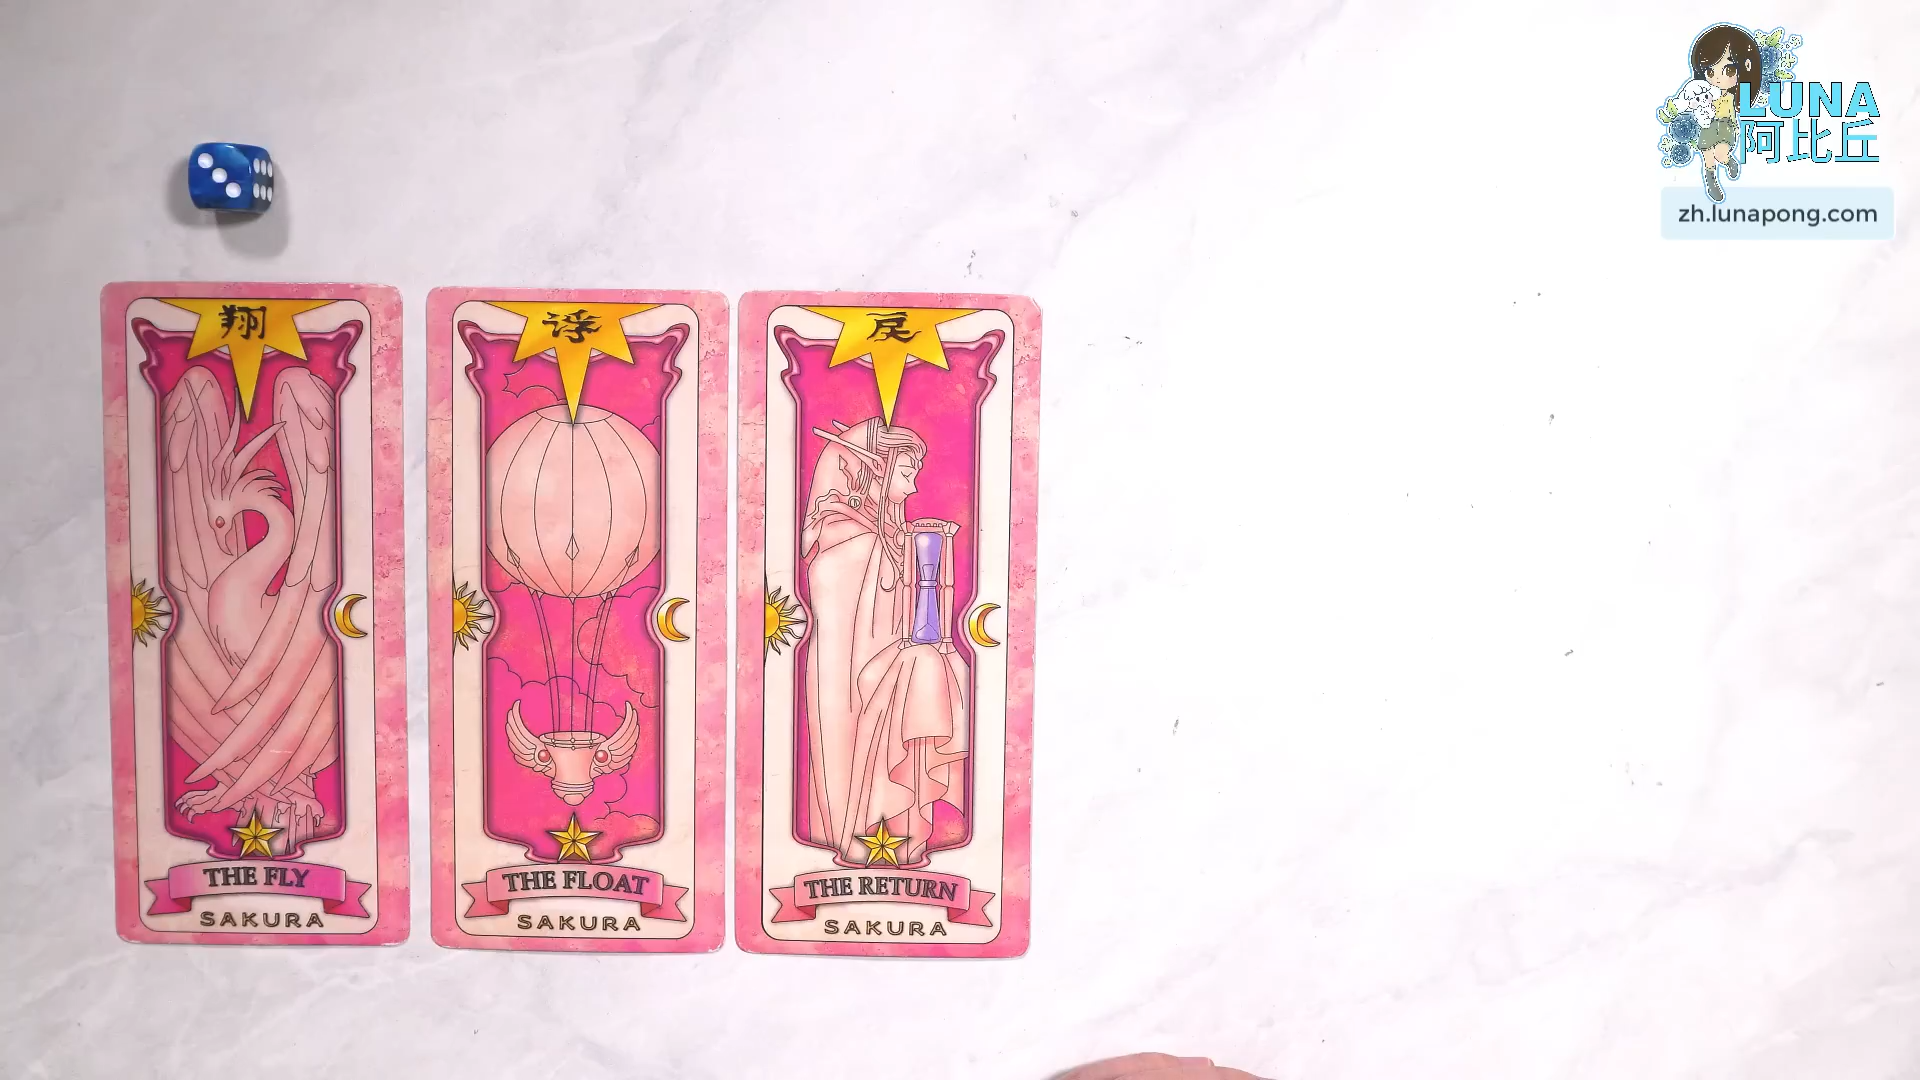 LUNA
阿比丘
zh.lunapong.com
翔
浮
戻
THE FLY
SAKURA
THE FLOAT
SAKURA
THE RETURN
SAKURA